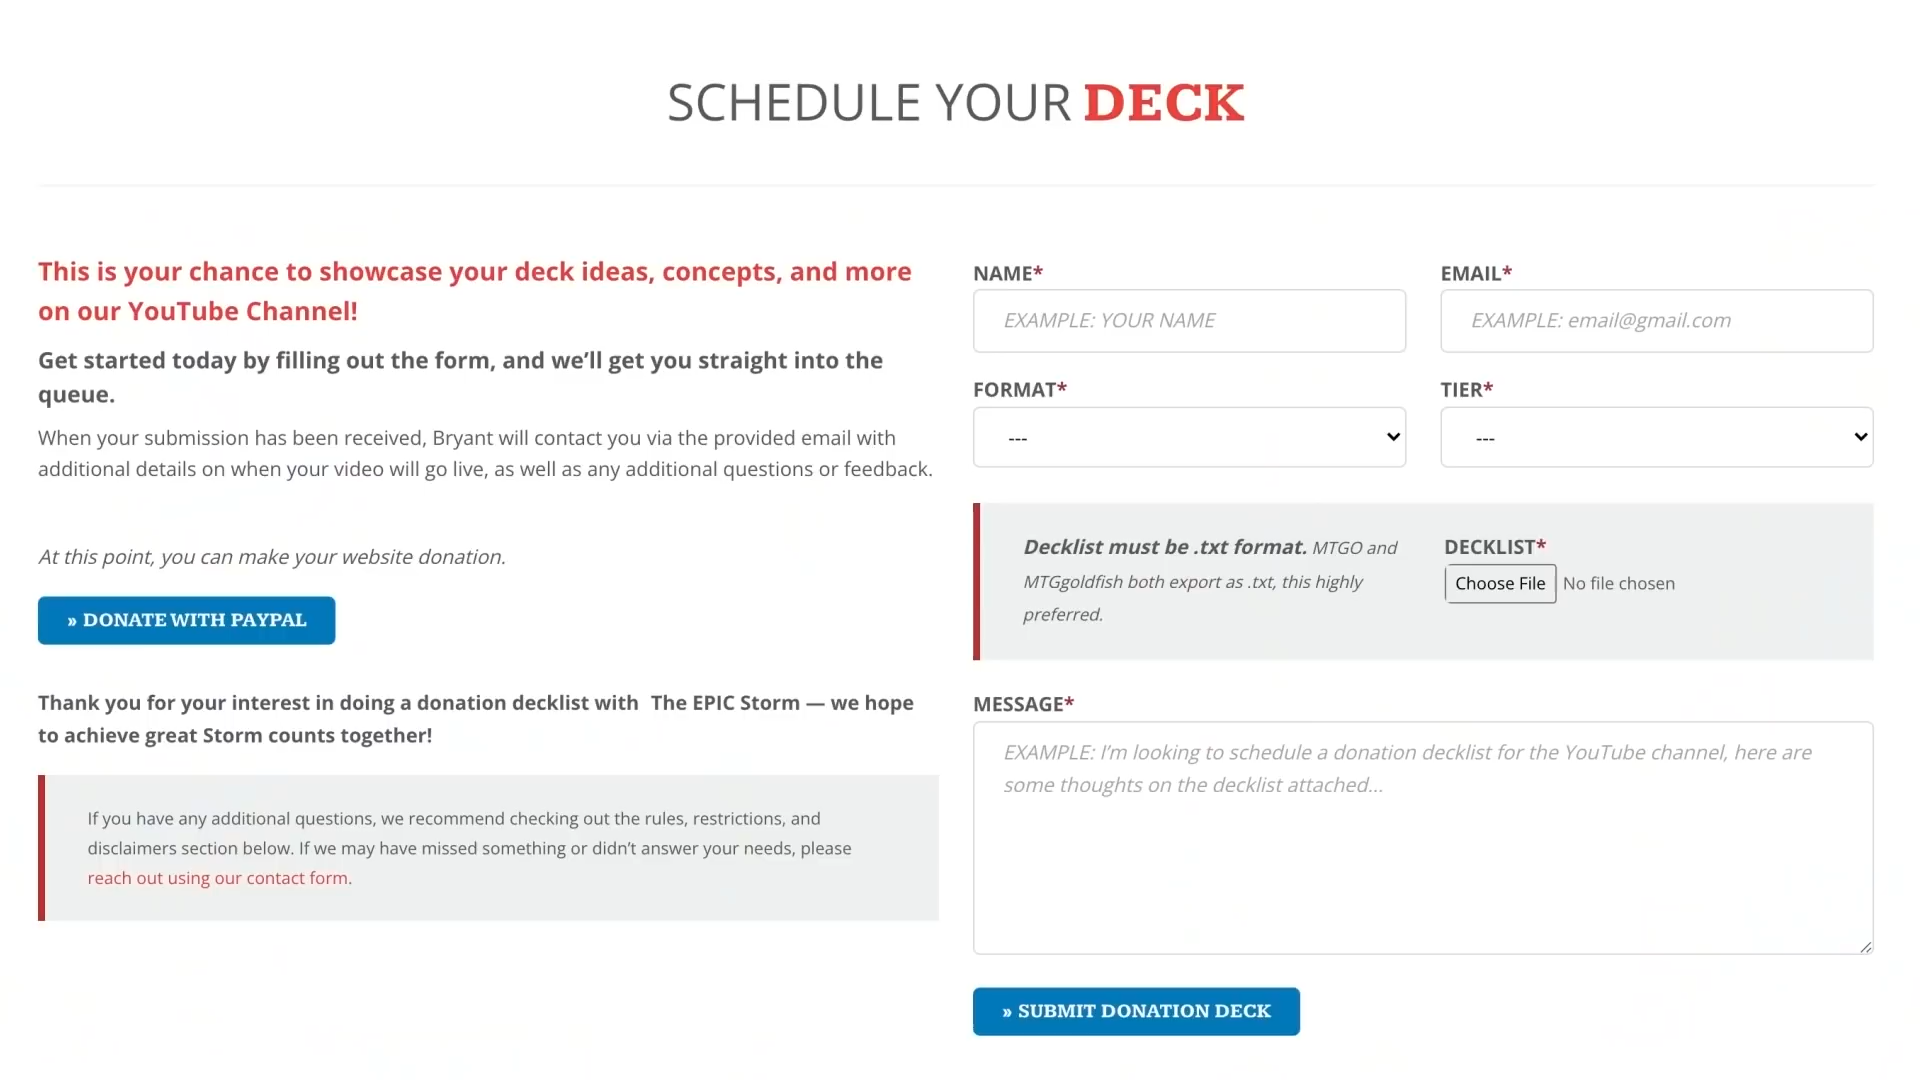 SCHEDULE YOUR DECK
This is your chance to showcase your deck ideas, concepts, and more
on our YouTube Channel!
Get started today by filling out the form, and we’ll get you straight into the
queue.
When your submission has been received, Bryant will contact you via the provided email with
additional details on when your video will go live, as well as any additional questions or feedback.
At this point, you can make your website donation.
» DONATE WITH PAYPAL
Thank you for your interest in doing a donation decklist with The EPIC Storm — we hope
to achieve great Storm counts together!
If you have any additional questions, we recommend checking out the rules, restrictions, and
disclaimers section below. If we may have missed something or didn’t answer your needs, please
reach out using our contact form.
NAME*
EXAMPLE: YOUR NAME
EMAIL*
EXAMPLE: email@gmail.com
FORMAT*
---
TIER*
---
Decklist must be .txt format. MTGO and
MTGgoldfish both export as .txt, this highly
preferred.
DECKLIST*
Choose File No file chosen
MESSAGE*
EXAMPLE: I’m looking to schedule a donation decklist for the YouTube channel, here are
some thoughts on the decklist attached...
» SUBMIT DONATION DECK